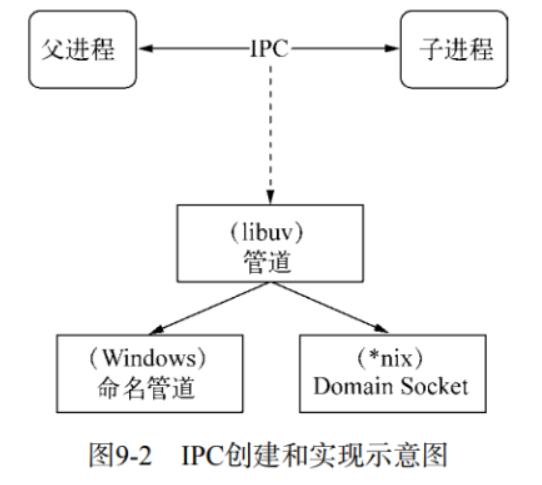 父进程
IPC
子进程
(libuv)
管道
(Windows)
命名管道
(*nix)
Domain Socket
图9-2 IPC创建和实现示意图